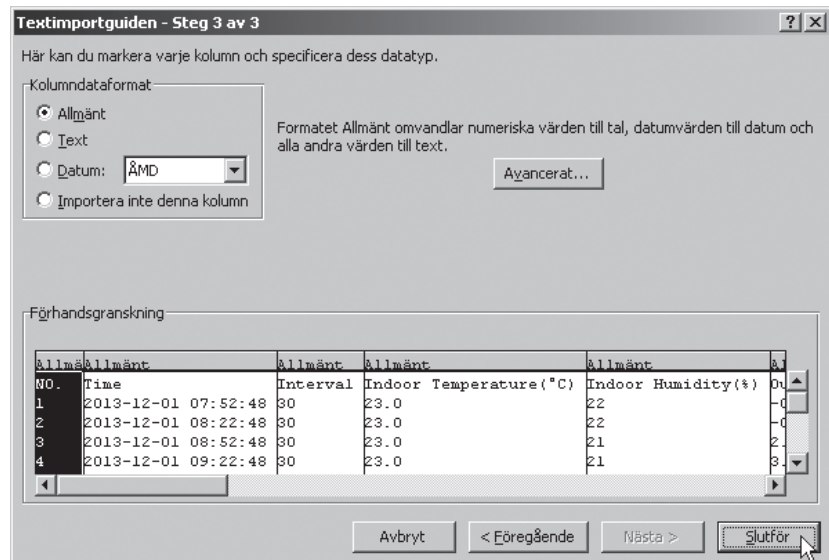 Textimportguiden - Steg 3 av 3
Här kan du markera varje kolumn och specificera dess datatyp.
Kolumndataformat
Allmänt
Text
Datum: ÅMD
Importera inte denna kolumn
Formatet Allmänt omvandlar numeriska värden till tal, datumvärden till datum och
alla andra värden till text.
Avancerat...
Förhandsgranskning
Allmä Allmänt Allmänt Allmänt Allmänt
NO. Time Interval Indoor Temperature(°C) Indoor Humidity(%)
1 2013-12-01 07:52:48 30 23.0 22
2 2013-12-01 08:22:48 30 23.0 22
3 2013-12-01 08:52:48 30 23.0 21 2.
4 2013-12-01 09:22:48 30 23.0 21 3.
Avbryt < Föregående Nästa > Slutför